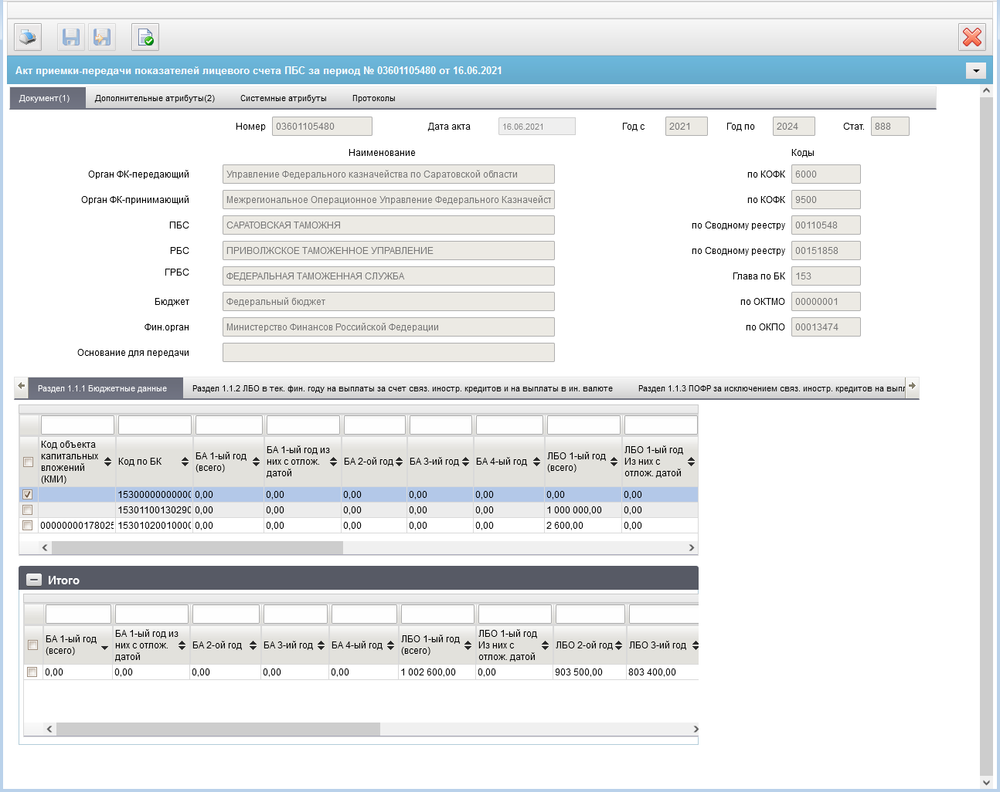 Акт приемки-передачи показателей лицевого счета ПБС за период № 03601105480 от 16.06.2021
Документ(1) Дополнительные атрибуты(2) Системные атрибуты Протоколы
Номер 03601105480 Дата акта 16.06.2021 Год с 2021 Год по 2024 Стат. 888
Наименование Коды
Орган ФК-передающий Управление Федерального казначейства по Саратовской области по КОФК 6000
Орган ФК-принимающий Межрегиональное Операционное Управление Федерального Казначейст по КОФК 9500
ПБС САРАТОВСКАЯ ТАМОЖНЯ по Сводному реестру 00110548
РБС ПРИВОЛЖСКОЕ ТАМОЖЕННОЕ УПРАВЛЕНИЕ по Сводному реестру 00151858
ГРБС ФЕДЕРАЛЬНАЯ ТАМОЖЕННАЯ СЛУЖБА Глава по БК 153
Бюджет Федеральный бюджет по ОКТМО 00000001
Фин.орган Министерство Финансов Российской Федерации по ОКПО 00013474
Основание для передачи
Раздел 1.1.1 Бюджетные данные Раздел 1.1.2 ЛБО в тек. фин. году на выплаты за счет связ. иностр. кредитов и на выплаты в ин. валюте Раздел 1.1.3 ПОФР за исключением связ. иностр. кредитов на выпл
Код объекта капитальных вложений (КМИ) Код по БК БА 1-ый год (всего) БА 1-ый год из них с отлож. датой БА 2-ой год БА 3-ий год БА 4-ый год ЛБО 1-ый год (всего) ЛБО 1-ый год Из них с отлож. датой
15300000000000 0,00 0,00 0,00 0,00 0,00 0,00 0,00
15301100130290 0,00 0,00 0,00 0,00 0,00 1 000 000,00 0,00
00000000178025 15301020010000 0,00 0,00 0,00 0,00 0,00 2 600,00 0,00
Итого
БА 1-ый год (всего) БА 1-ый год из них с отлож. датой БА 2-ой год БА 3-ий год БА 4-ый год ЛБО 1-ый год (всего) ЛБО 1-ый год Из них с отлож. датой ЛБО 2-ой год ЛБО 3-ий год
0,00 0,00 0,00 0,00 0,00 1 002 600,00 0,00 903 500,00 803 400,00